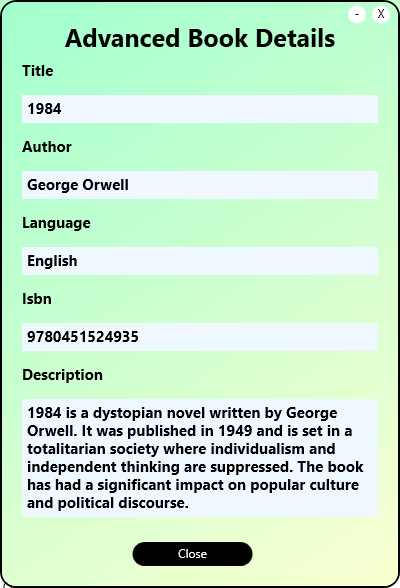 - X
Advanced Book Details
Title
1984
Author
George Orwell
Language
English
Isbn
9780451524935
Description
1984 is a dystopian novel written by George
Orwell. It was published in 1949 and is set in a
totalitarian society where individualism and
independent thinking are suppressed. The book
has had a significant impact on popular culture
and political discourse.
Close